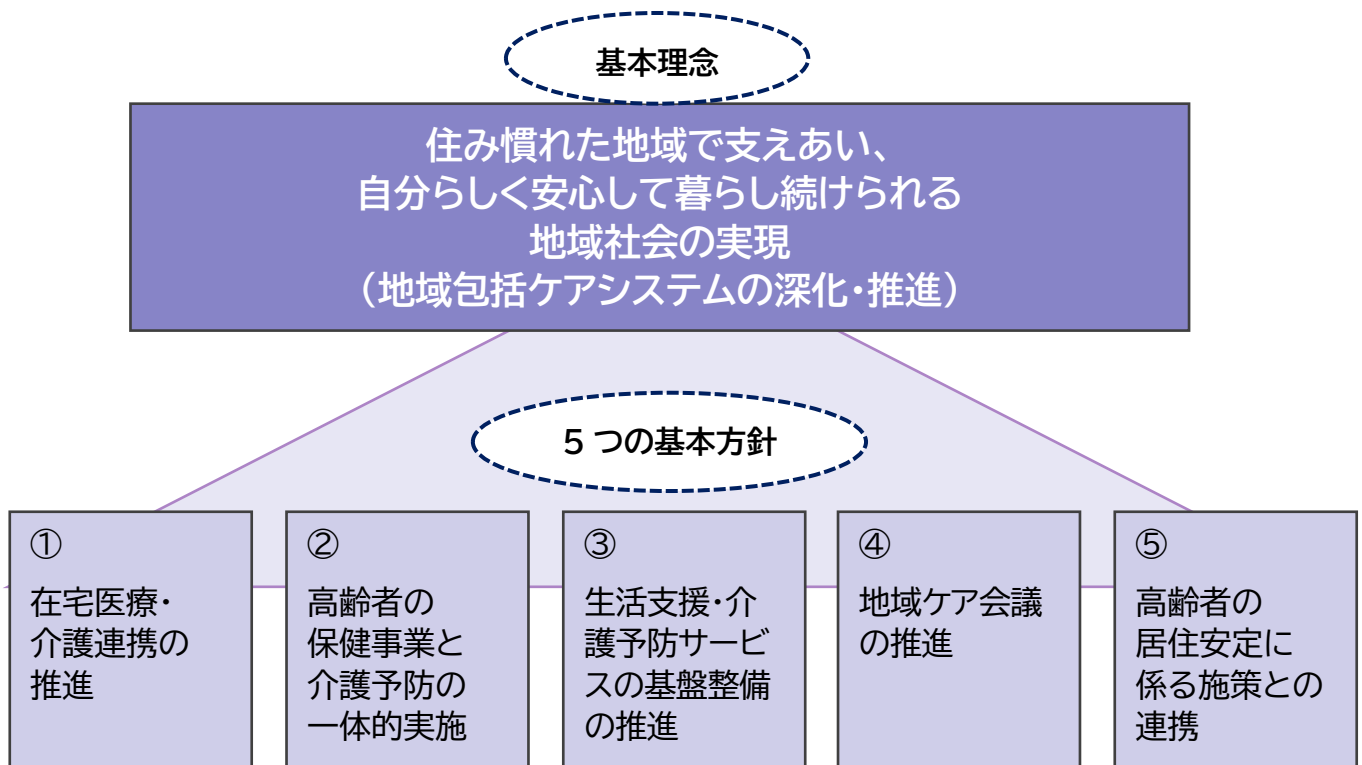 基本理念
住み慣れた地域で支えあい、
自分らしく安心して暮らし続けられる
地域社会の実現
（地域包括ケアシステムの深化・推進）
5 つの基本方針
①
在宅医療・
介護連携の
推進
②
高齢者の
保健事業と
介護予防の
一体的実施
③
生活支援・介
護予防サービ
スの基盤整備
の推進
④
地域ケア会議
の推進
⑤
高齢者の
居住安定に
係る施策との
連携